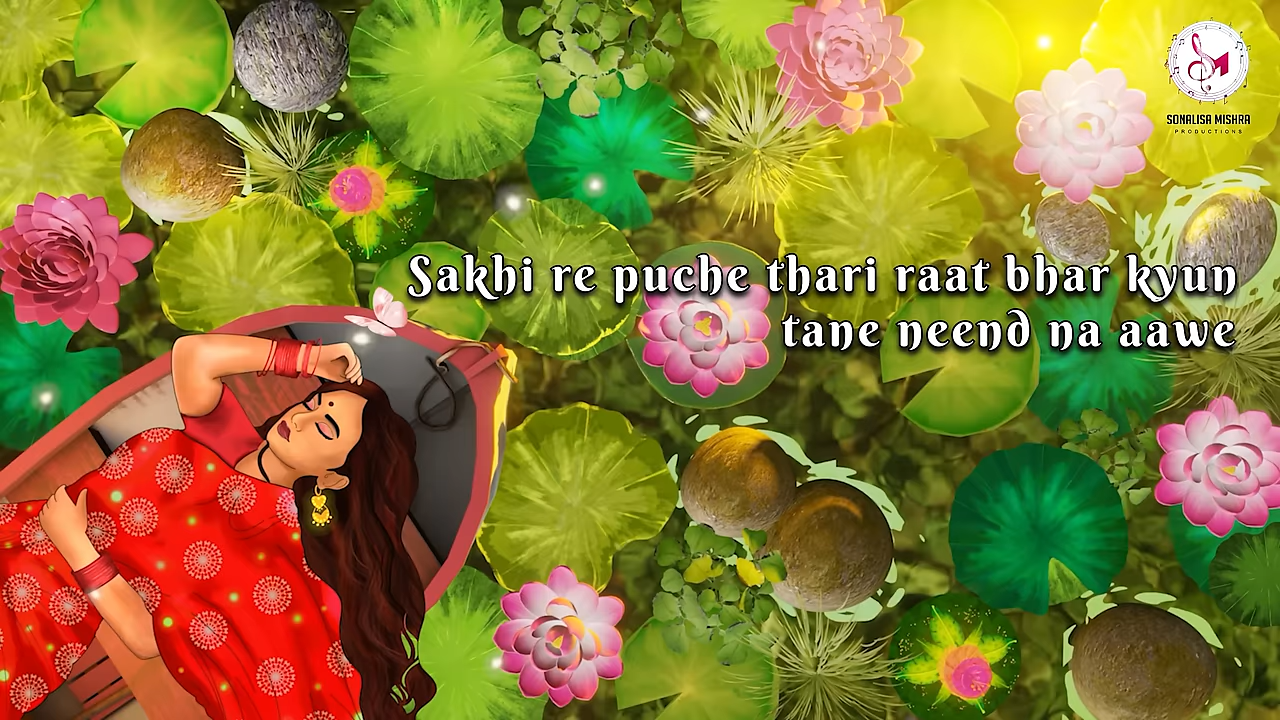 SONALISA MISHRA
PRODUCTIONS
Sakhi re puche thari raat bhar kyun
tane neend na aawe